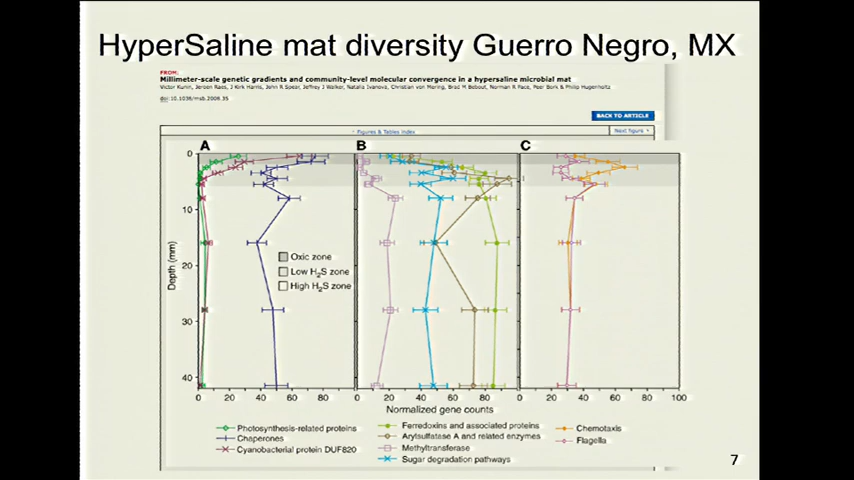 HyperSaline mat diversity Guerro Negro, MX
FROM:
Millimeter-scale genetic gradients and community-level molecular convergence in a hypersaline microbial mat
Victor Kunin, Jeroen Raes, J Kirk Harris, John R Spear, Jeffrey J Walker, Natalia Ivanova, Christian von Mering, Brad M Bebout, Norman R Pace, Peer Bork & Philip Hugenholtz
doi:10.1038/msb.2008.35
BACK TO ARTICLE
Figures & Tables index
Next figure
A B C
0
10
20
30
40
Depth (mm)
Oxic zone
Low H2S zone
High H2S zone
0 20 40 60 80 0 20 40 60 80 0 20 40 60 80 100
Normalized gene counts
Photosynthesis-related proteins
Chaperones
Cyanobacterial protein DUF820
Ferredoxins and associated proteins
Arylsulfatase A and related enzymes
Methyltransferase
Sugar degradation pathways
Chemotaxis
Flagella
7